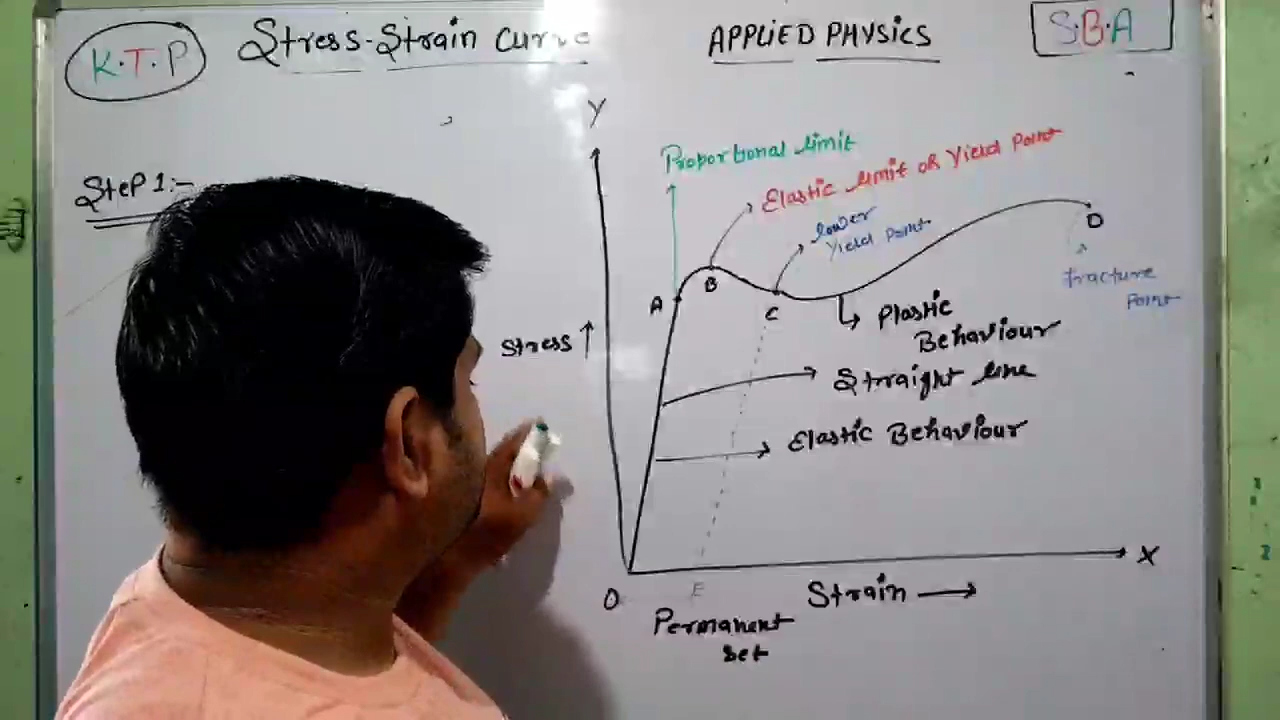 K.T.P
Stress-Strain Curve
APPLIED PHYSICS
S.B.A
Step 1:-
Y
Proportional limit
Elastic limit or Yield Point
lower
Yield Point
A
B
C
D
fracture
Point
Plastic
Behaviour
Stress ↑
Straight line
Elastic Behaviour
X
O
E
Strain →
Permanent
set